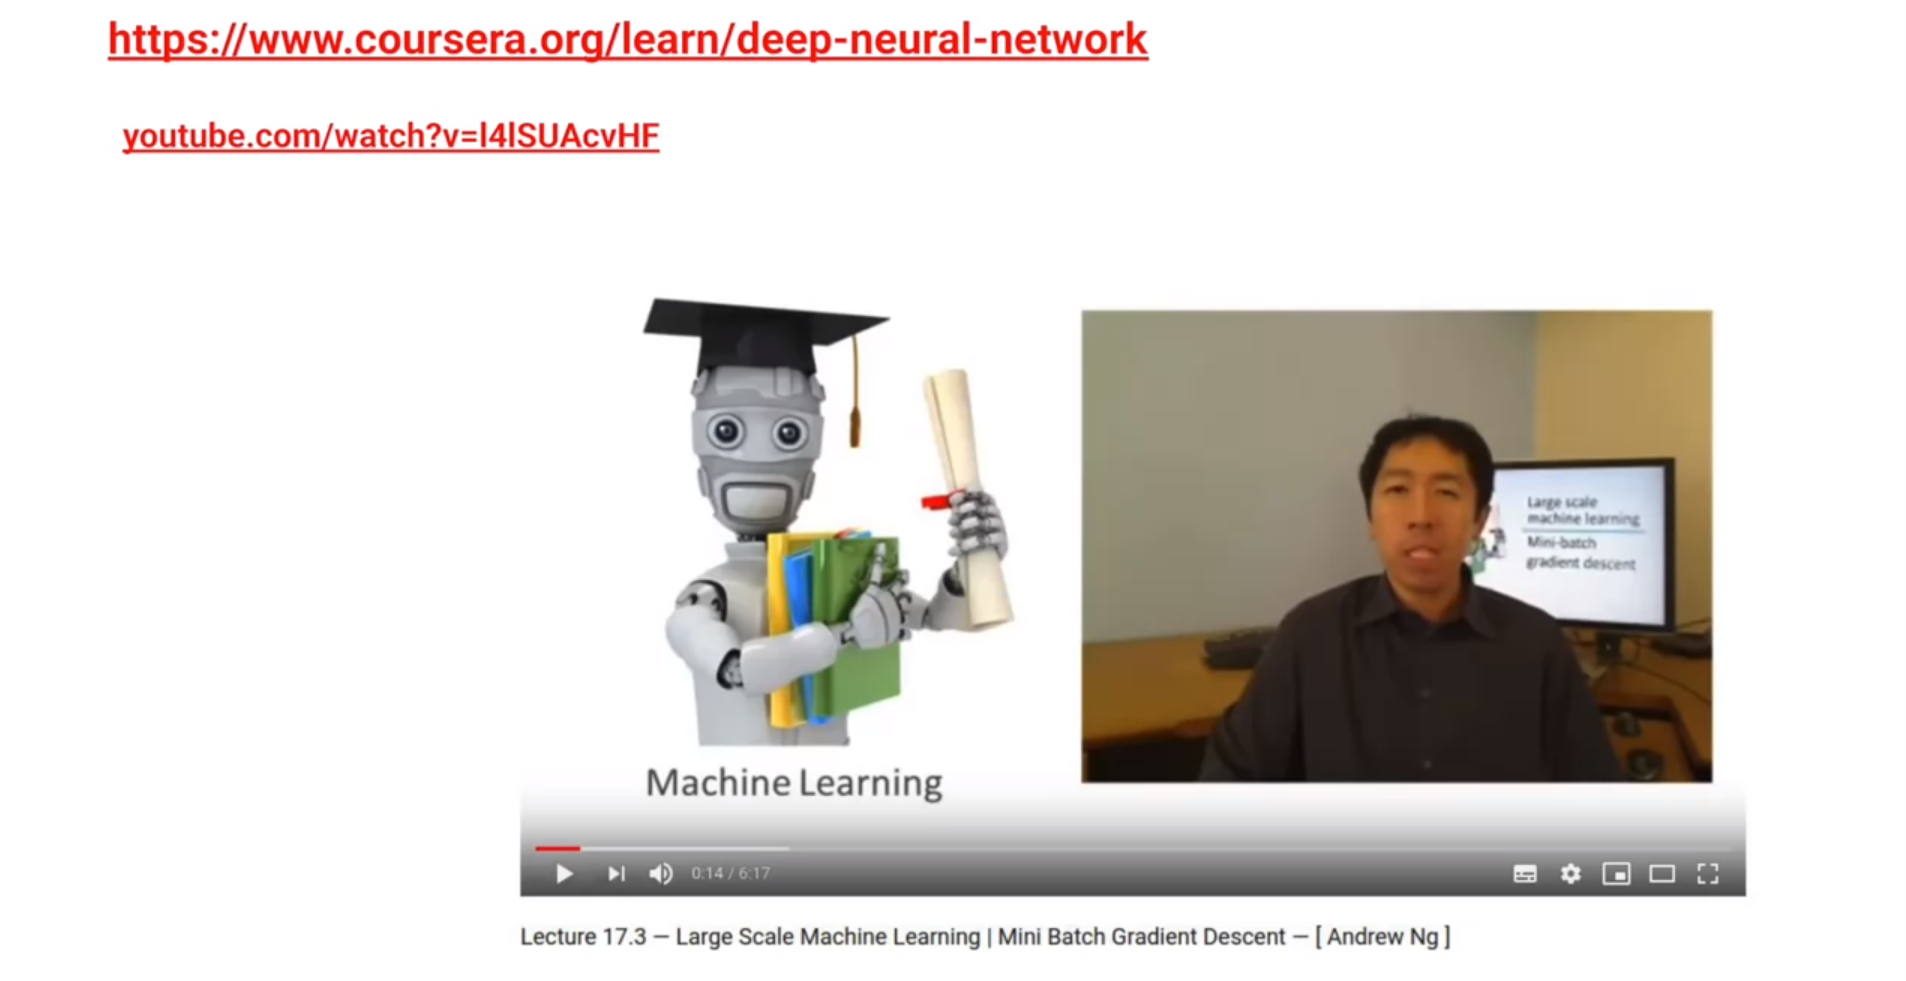 https://www.coursera.org/learn/deep-neural-network
youtube.com/watch?v=l4lSUAcvHF
Large scale
machine learning
Mini-batch
gradient descent
Machine Learning
0:14 / 6:17
Lecture 17.3 — Large Scale Machine Learning | Mini Batch Gradient Descent — [ Andrew Ng ]